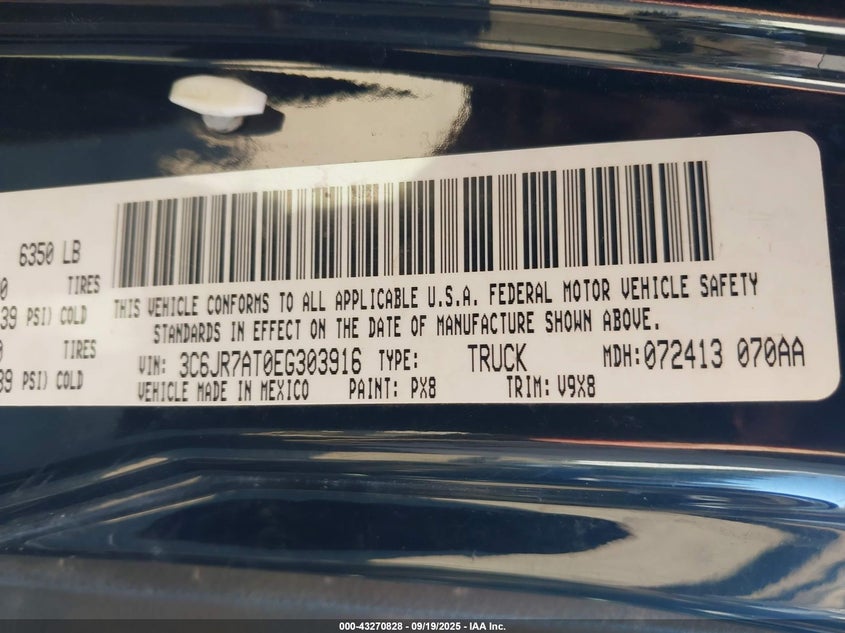 6350 LB
0 TIRES
39 PSI) COLD
0 TIRES
39 PSI) COLD
THIS VEHICLE CONFORMS TO ALL APPLICABLE U.S.A. FEDERAL MOTOR VEHICLE SAFETY
STANDARDS IN EFFECT ON THE DATE OF MANUFACTURE SHOWN ABOVE.
VIN: 3C6JR7AT0EG303916 TYPE: TRUCK MDH:072413 070AA
VEHICLE MADE IN MEXICO PAINT: PX8 TRIM: V9X8
000-43270828 - 09/19/2025 - IAA Inc.